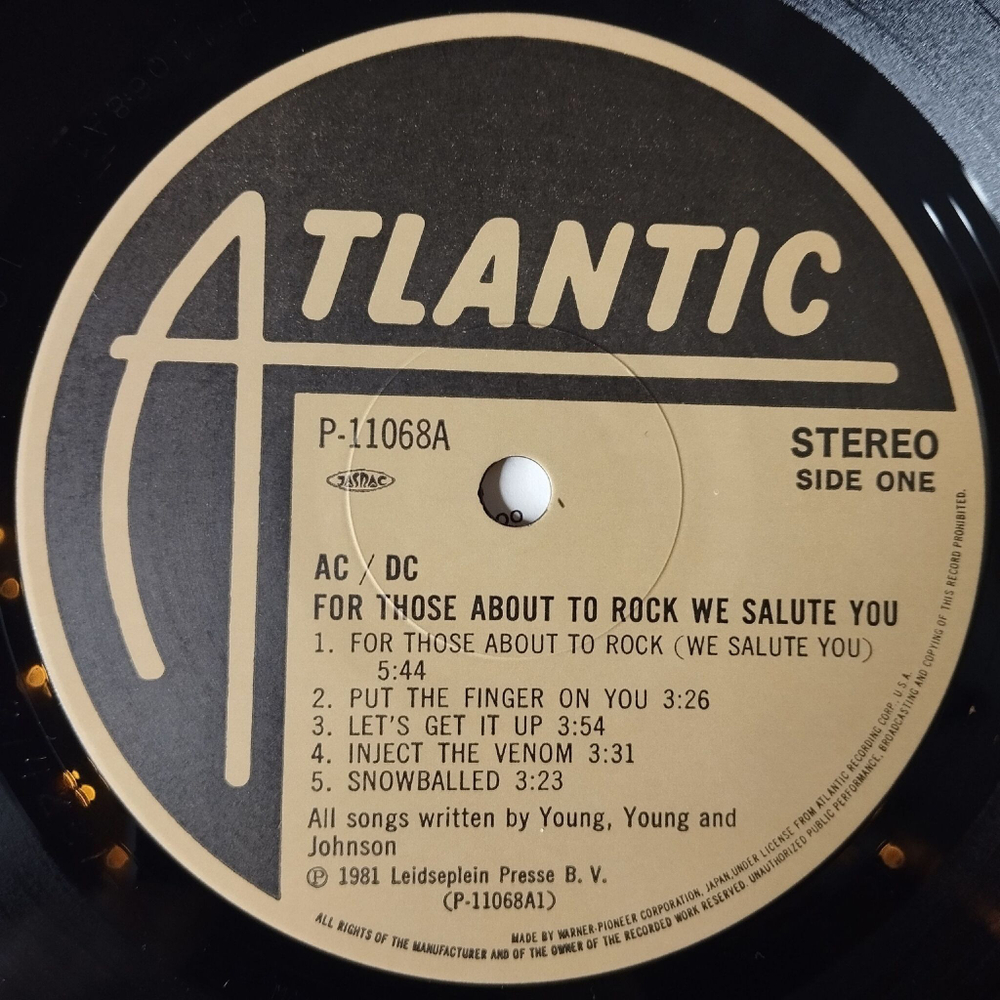 ATLANTIC
P-11068A
STEREO
JASRAC
SIDE ONE
AC / DC
FOR THOSE ABOUT TO ROCK WE SALUTE YOU
1. FOR THOSE ABOUT TO ROCK (WE SALUTE YOU)
5:44
2. PUT THE FINGER ON YOU 3:26
3. LET'S GET IT UP 3:54
4. INJECT THE VENOM 3:31
5. SNOWBALLED 3:23
All songs written by Young, Young and
Johnson
℗ 1981 Leidseplein Presse B. V.
(P-11068A1)
MADE BY WARNER-PIONEER CORPORATION, JAPAN, UNDER LICENSE FROM ATLANTIC RECORDING CORP., U.S.A.
ALL RIGHTS OF THE MANUFACTURER AND OF THE OWNER OF THE RECORDED WORK RESERVED. UNAUTHORIZED PUBLIC PERFORMANCE, BROADCASTING AND COPYING OF THIS RECORD PROHIBITED.